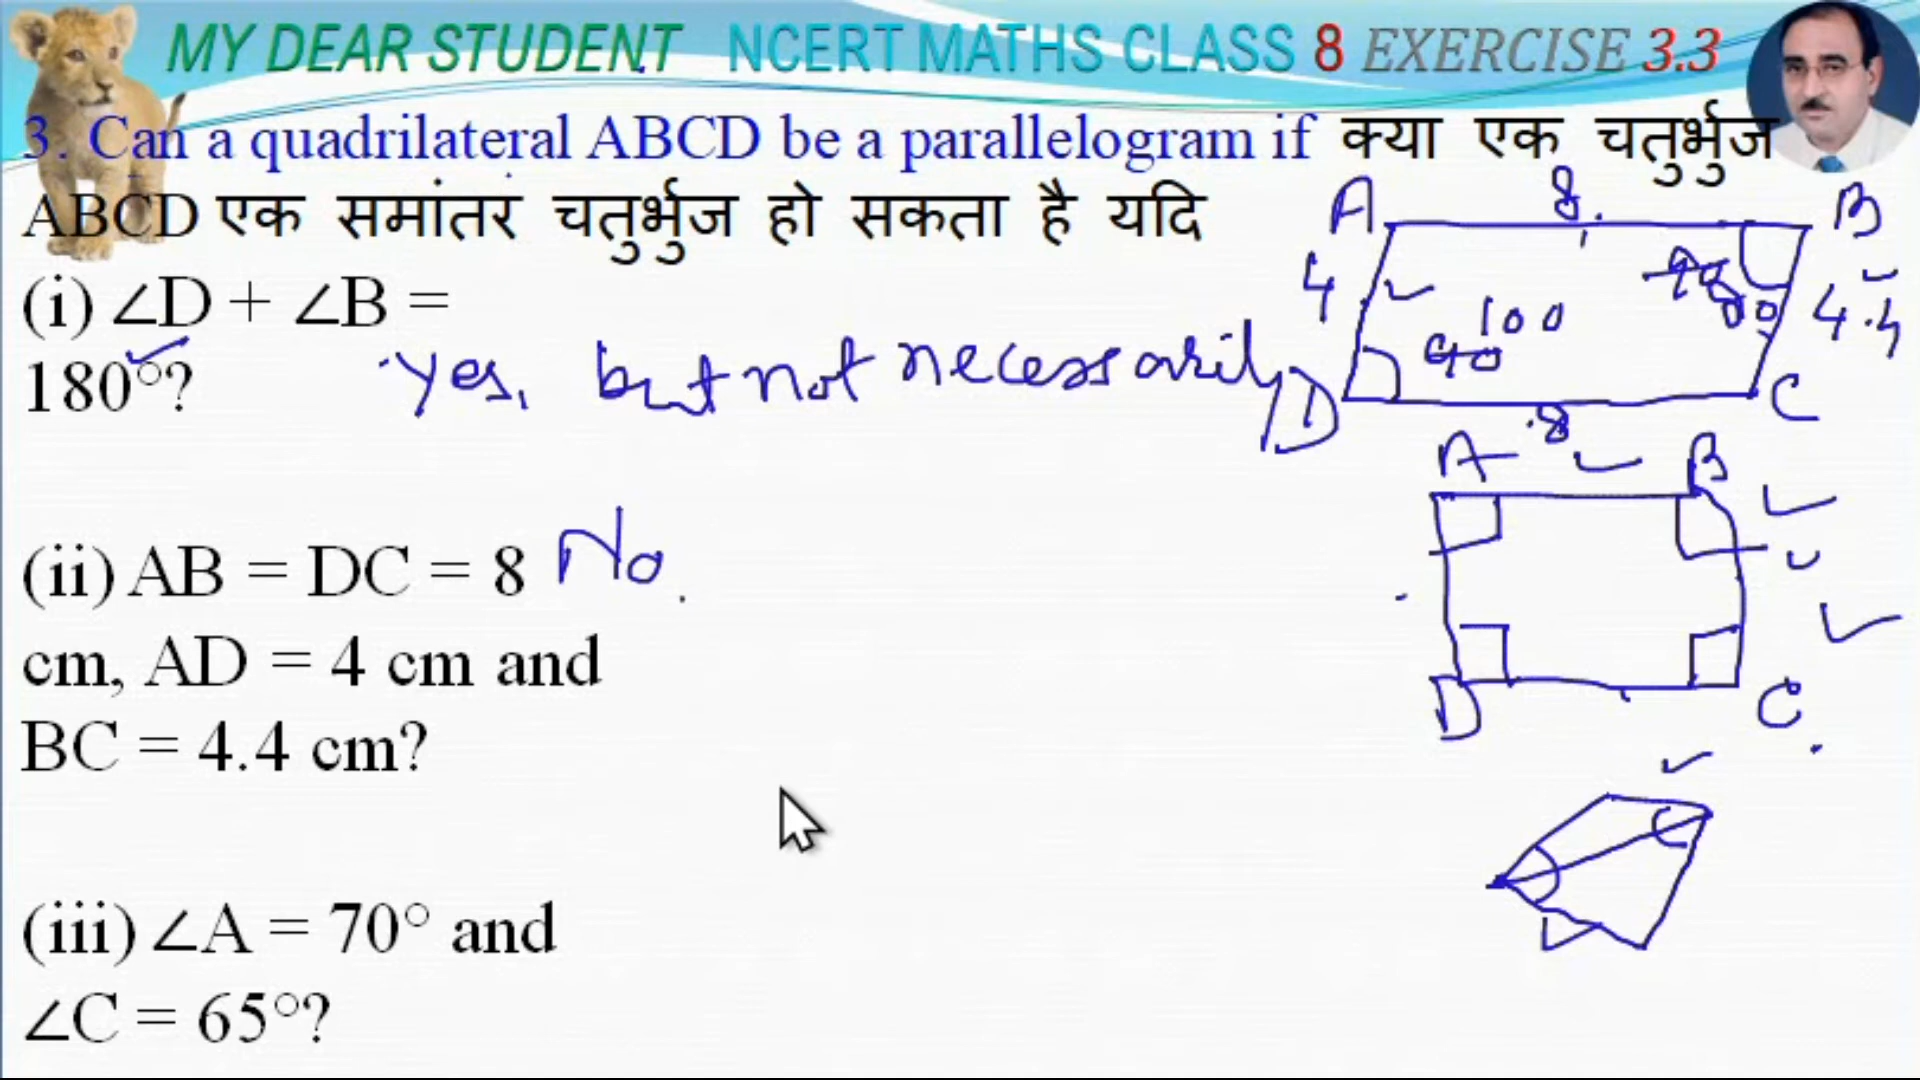 MY DEAR STUDENT NCERT MATHS CLASS 8 EXERCISE 3.3
3. Can a quadrilateral ABCD be a parallelogram if क्या एक चतुर्भुज
ABCD एक समांतर चतुर्भुज हो सकता है यदि
A 8 B
(i) ∠D + ∠B =
4 100 80 4.4
180°? Yes, but not necessarily 90
D 8 C
A B
(ii) AB = DC = 8 No.
cm, AD = 4 cm and
D C
BC = 4.4 cm?
(iii) ∠A = 70° and
∠C = 65°?